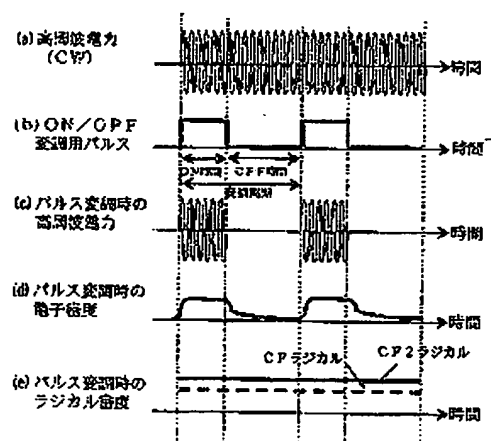 (a)高周波電力
(CW)
時間
(b)ON/OFF
変調用パルス
時間
ON時間
OFF時間
変調周期
(c)パルス変調時の
高周波電力
時間
(d)パルス変調時の
電子密度
時間
CFラジカル
CF2ラジカル
(e)パルス変調時の
ラジカル密度
時間